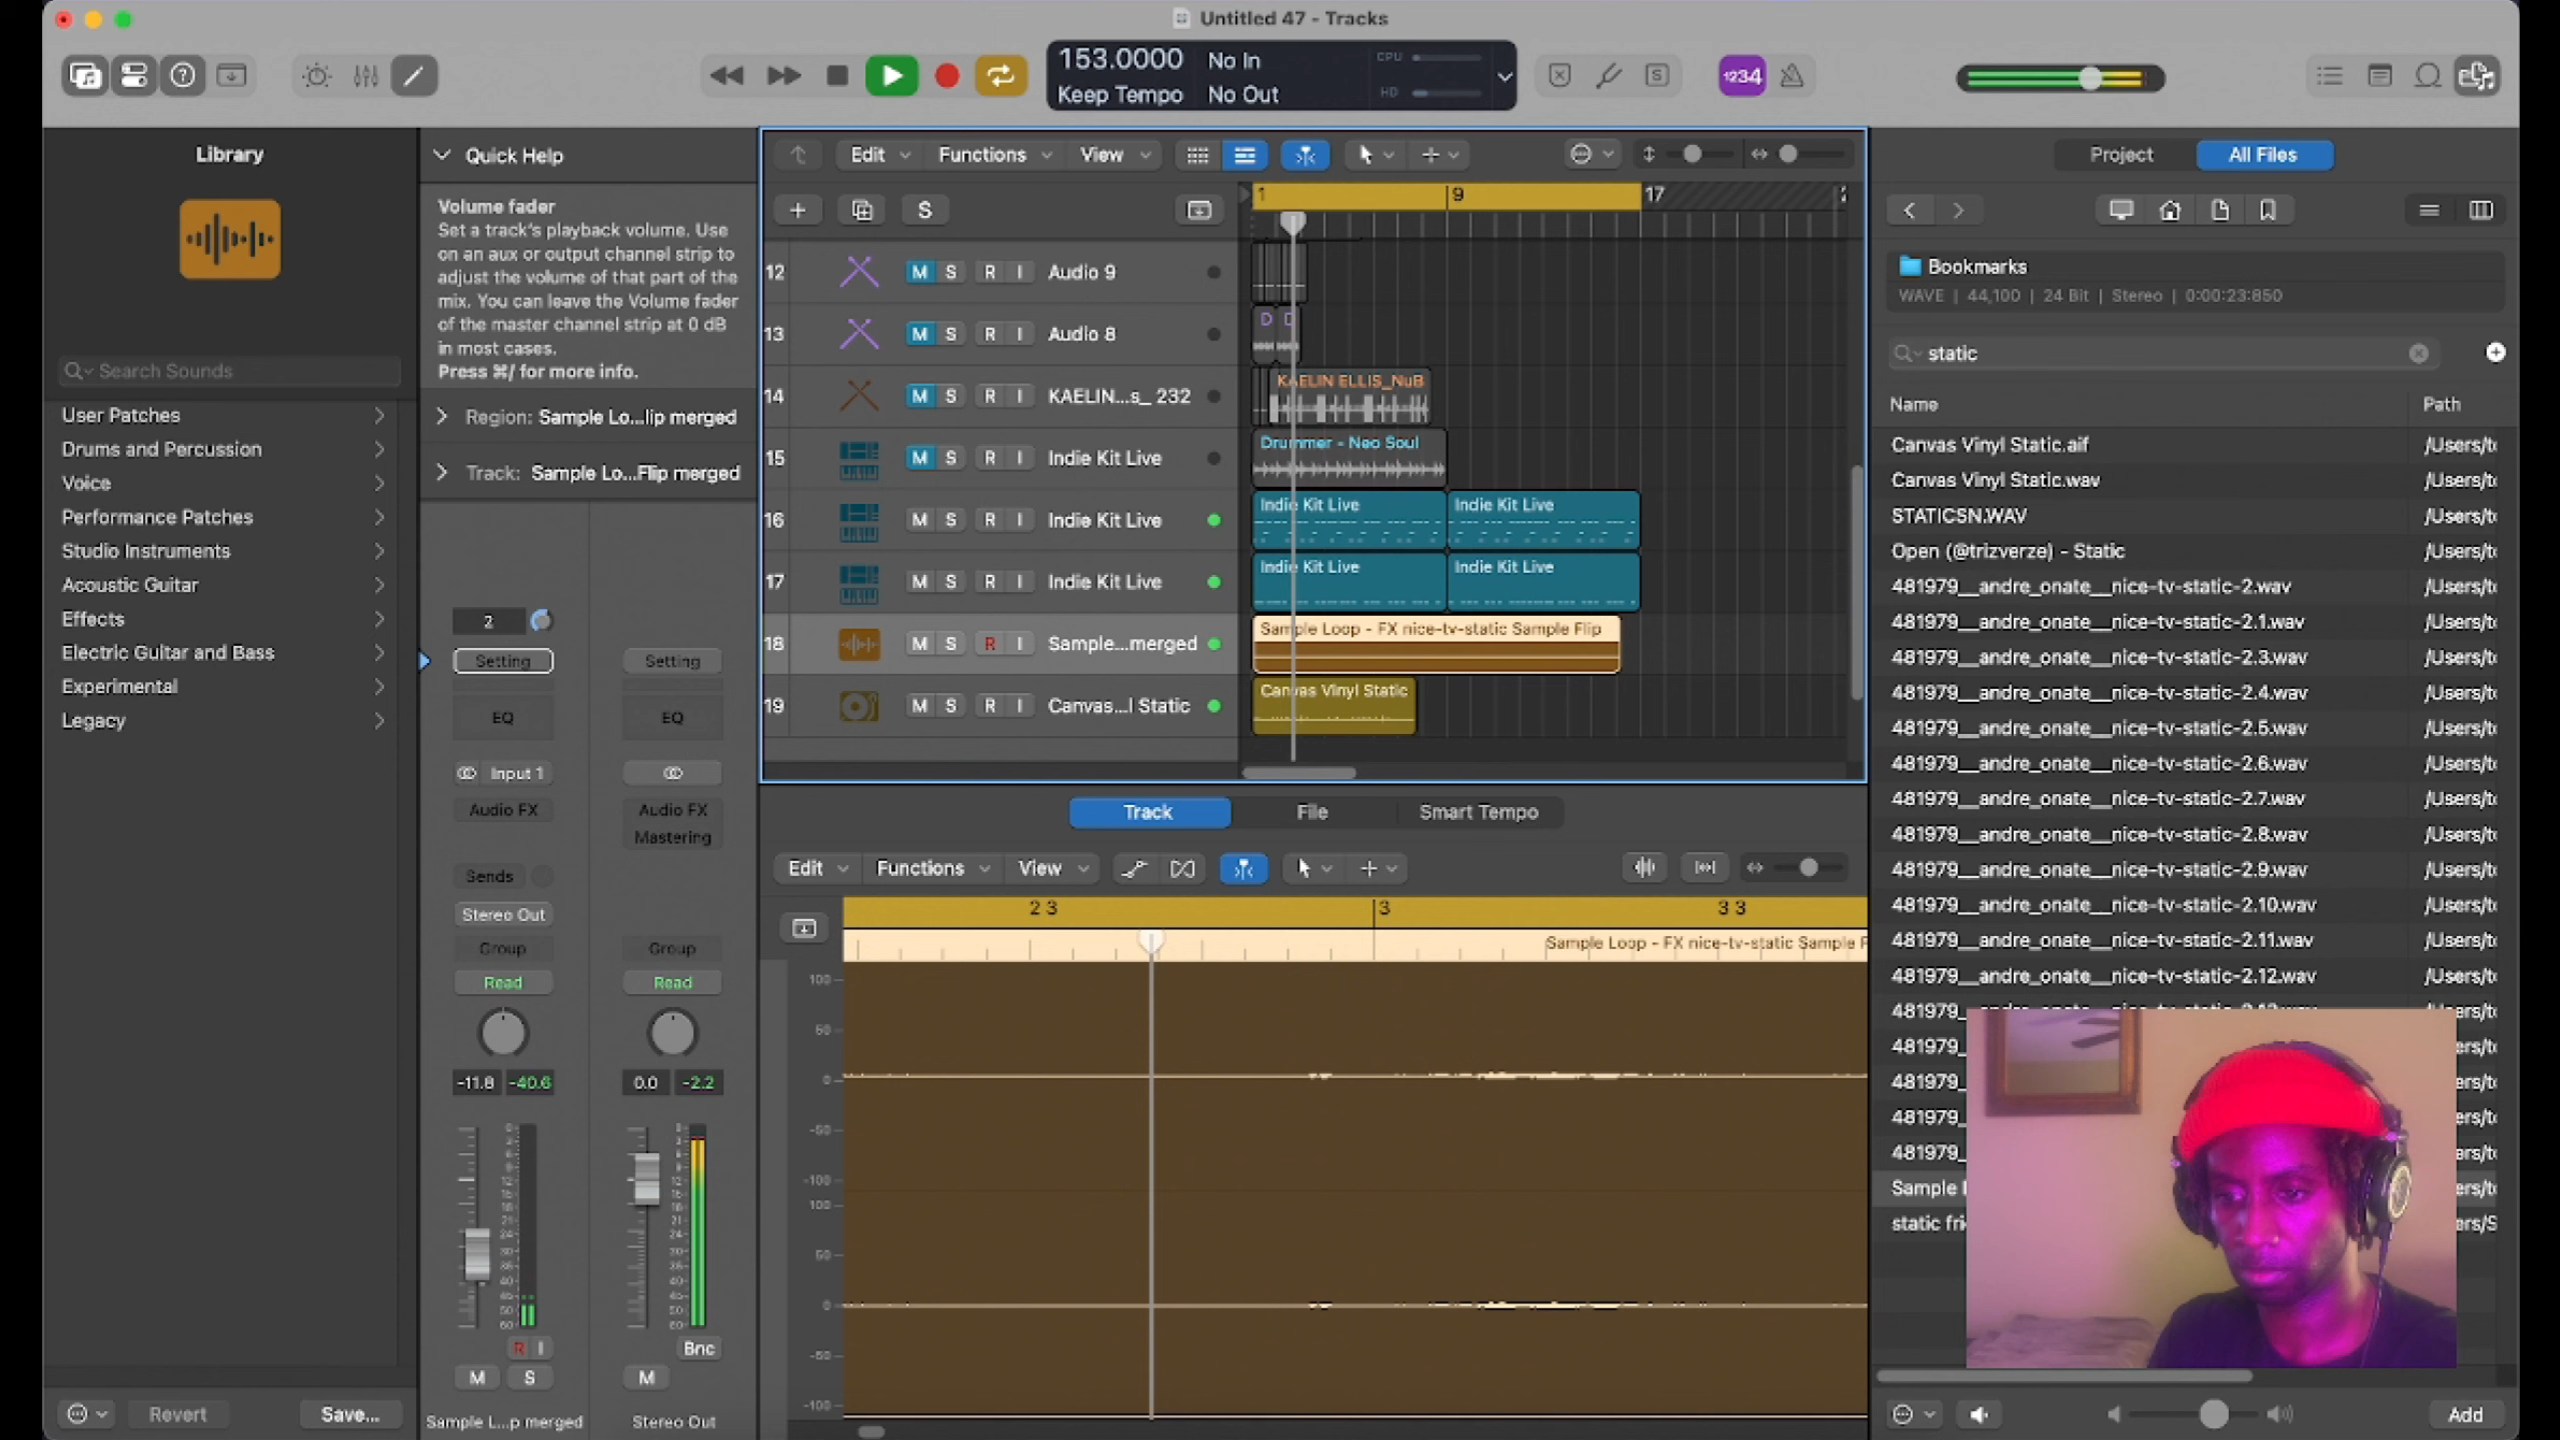 Untitled 47 - Tracks
153.0000
No In
CPU
Keep Tempo
No Out
HD
1234
Library
Search Sounds
User Patches
Drums and Percussion
Voice
Performance Patches
Studio Instruments
Acoustic Guitar
Effects
Electric Guitar and Bass
Experimental
Legacy
Revert
Save...
Quick Help
Volume fader
Set a track's playback volume. Use
on an aux or output channel strip to
adjust the volume of that part of the
mix. You can leave the Volume fader
of the master channel strip at 0 dB
in most cases.
Press ⌘/ for more info.
Region: Sample Lo...lip merged
Track: Sample Lo...Flip merged
2
Setting
Setting
EQ
EQ
Input 1
Audio FX
Audio FX
Mastering
Sends
Stereo Out
Group
Group
Read
Read
-11.8 -40.6
0.0 -2.2
R I
Bnc
M S
M
Sample L...p merged
Stereo Out
Edit
Functions
View
S
1
9
17
12 M S R I Audio 9
13 M S R I Audio 8
14 M S R I KAELIN...s_ 232
KAELIN ELLIS_NuB
15 M S R I Indie Kit Live
Drummer - Neo Soul
16 M S R I Indie Kit Live
Indie Kit Live
Indie Kit Live
17 M S R I Indie Kit Live
Indie Kit Live
Indie Kit Live
18 M S R I Sample...merged
Sample Loop - FX nice-tv-static Sample Flip
19 M S R I Canvas...l Static
Canvas Vinyl Static
Track
File
Smart Tempo
Edit
Functions
View
2 3
3
3 3
Sample Loop - FX nice-tv-static Sample F
100
50
0
-50
-100
100
50
0
-50
-100
Project
All Files
Bookmarks
WAVE | 44,100 | 24 Bit | Stereo | 0:00:23:850
static
Name
Path
Canvas Vinyl Static.aif
Canvas Vinyl Static.wav
STATICSN.WAV
Open (@trizverze) - Static
481979__andre_onate__nice-tv-static-2.wav
481979__andre_onate__nice-tv-static-2.1.wav
481979__andre_onate__nice-tv-static-2.3.wav
481979__andre_onate__nice-tv-static-2.4.wav
481979__andre_onate__nice-tv-static-2.5.wav
481979__andre_onate__nice-tv-static-2.6.wav
481979__andre_onate__nice-tv-static-2.7.wav
481979__andre_onate__nice-tv-static-2.8.wav
481979__andre_onate__nice-tv-static-2.9.wav
481979__andre_onate__nice-tv-static-2.10.wav
481979__andre_onate__nice-tv-static-2.11.wav
481979__andre_onate__nice-tv-static-2.12.wav
481979_
481979_
481979_
481979_
481979_
Sample
static fri
Add